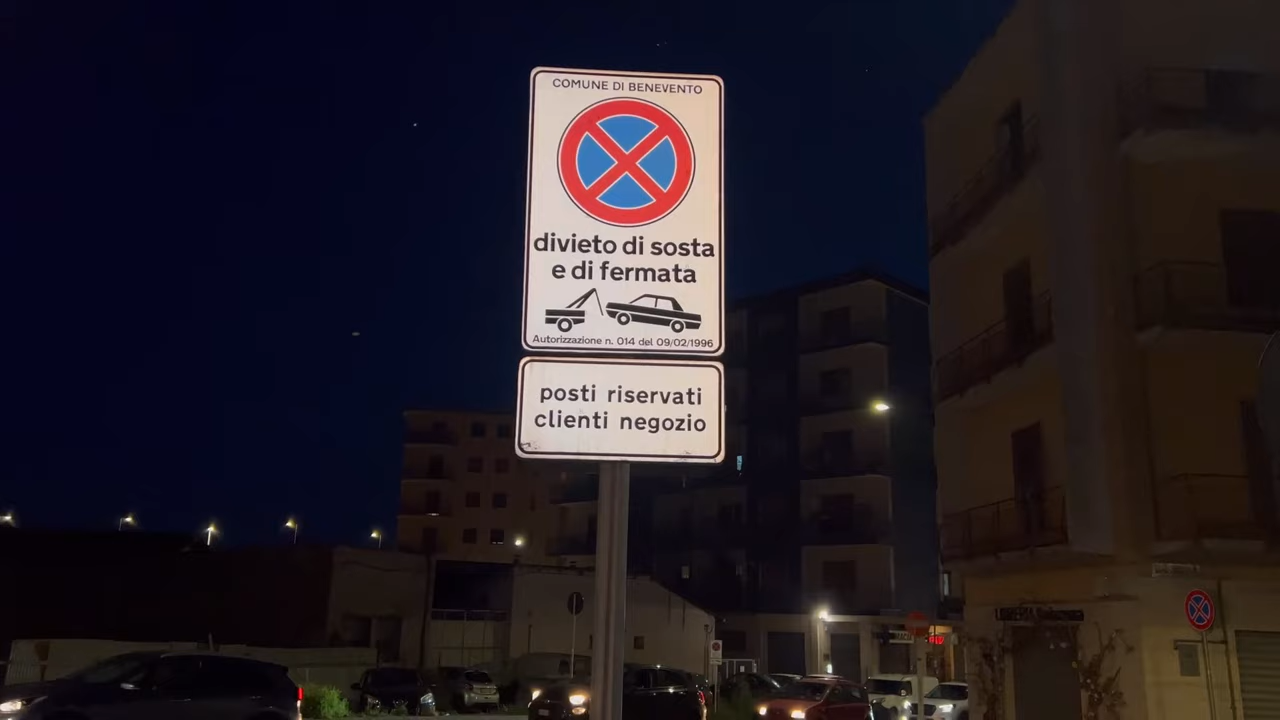 COMUNE DI BENEVENTO
divieto di sosta
e di fermata
Autorizzazione n. 014 del 09/02/1996
posti riservati
clienti negozio